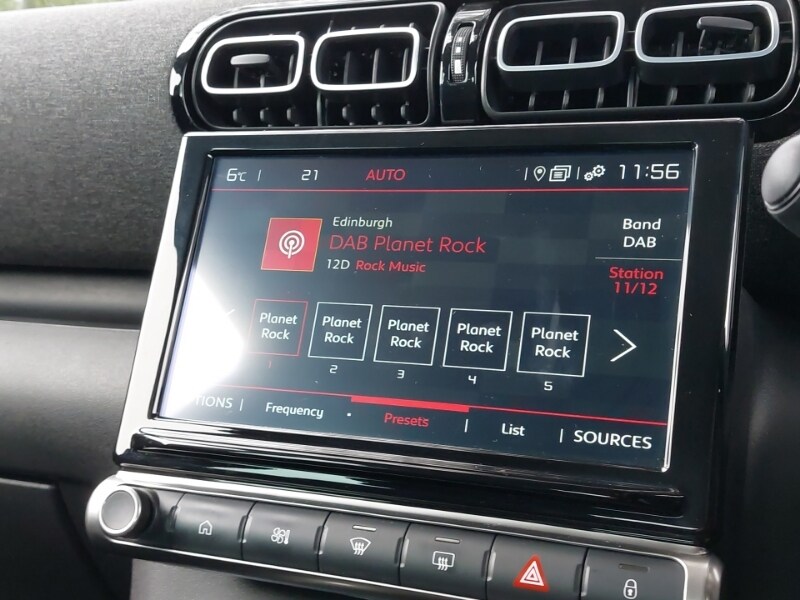 6°C | 21 AUTO 11:56
Edinburgh
DAB Planet Rock
12D Rock Music
Band
DAB
Station
11/12
Planet Rock
1
Planet Rock
2
Planet Rock
3
Planet Rock
4
Planet Rock
5
Frequency
Presets
List
SOURCES